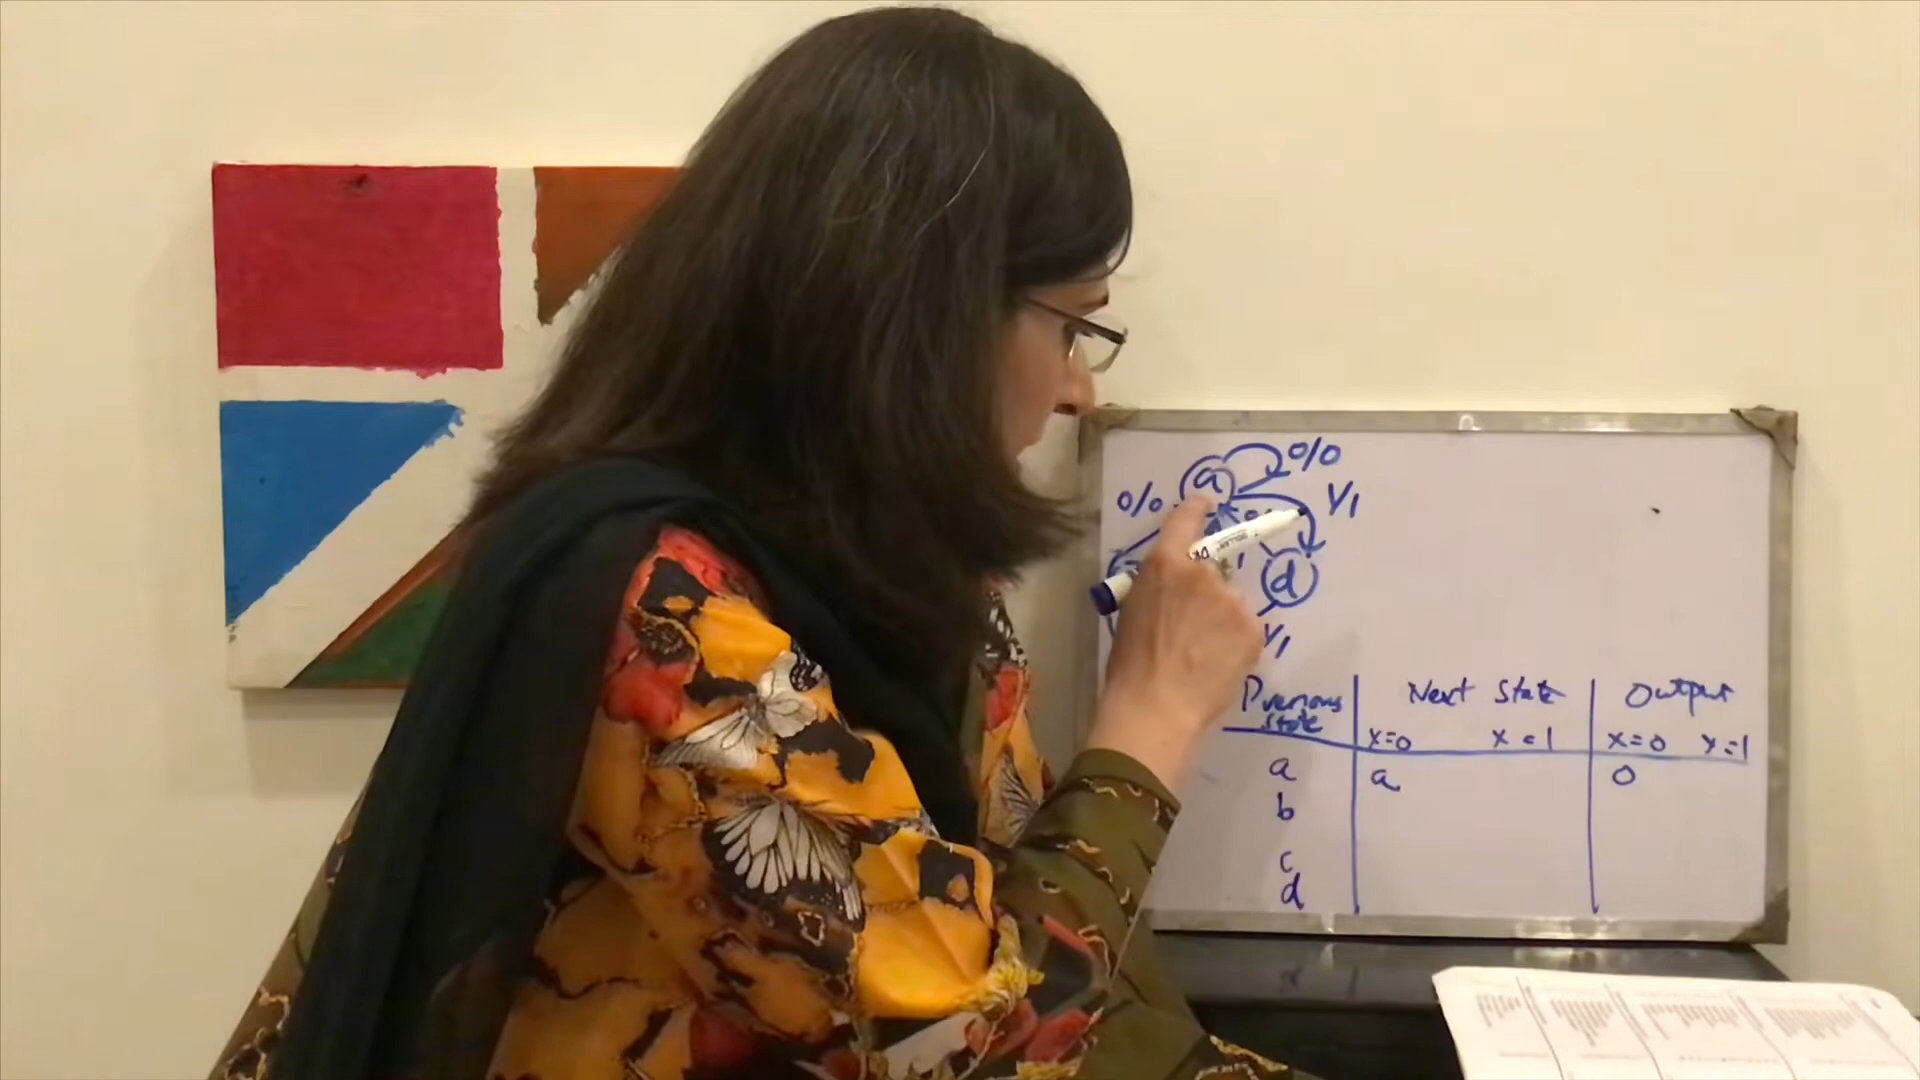 a 0/0
0/0 1/1
d
1/1
Previous Next State Output
state
x=0 x=1 x=0 x=1
a a 0
b
c
d